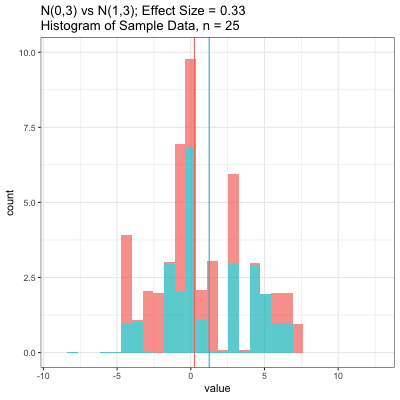 N(0,3) vs N(1,3); Effect Size = 0.33
Histogram of Sample Data, n = 25
10.0
7.5
5.0
2.5
0.0
count
-10
-5
0
5
10
value